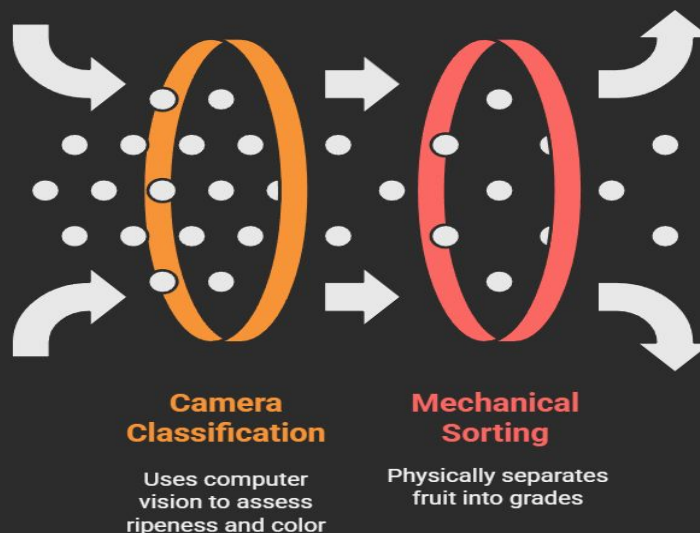 Camera
Classification
Uses computer
vision to assess
ripeness and color
Mechanical
Sorting
Physically separates
fruit into grades